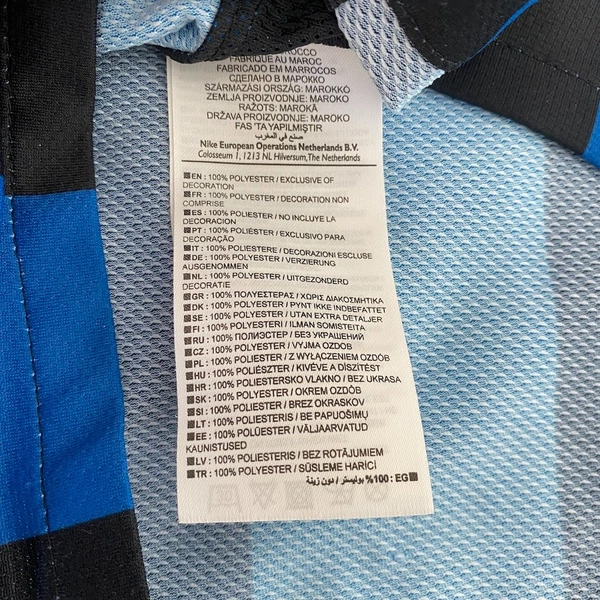 FABRIQUE AU MAROC
FABRICADO EM MARROCOS
СДЕЛАНО В МАРОККО
SZÁRMAZÁSI ORSZÁG: MAROKKÓ
ZEMLJA PROIZVODNJE: MAROKO
RAŽOTS: MAROKĀ
DRŽAVA PROIZVODNJE: MAROKO
FAS 'TA YAPILMIŞTIR
صنع في المغرب
Nike European Operations Netherlands B.V.
Colosseum 1, 1213 NL Hilversum, The Netherlands
EN : 100% POLYESTER / EXCLUSIVE OF
DECORATION
FR : 100% POLYESTER / DECORATION NON
COMPRISE
ES : 100% POLIESTER / NO INCLUYE LA
DECORACION
PT : 100% POLIESTER / EXCLUSIVO PARA
DECORAÇÃO
IT : 100% POLIESTERE / DECORAZIONI ESCLUSE
DE : 100% POLYESTER / VERZIERUNG
AUSGENOMMEN
NL : 100% POLYESTER / UITGEZONDERD
DECORATIE
GR : 100% ΠΟΛΥΕΣΤΕΡΑΣ / ΧΩΡΙΣ ΔΙΑΚΟΣΜΗΤΙΚΑ
DK : 100% POLYESTER / PYNT IKKE INDBEFATTET
SE : 100% POLYESTER / UTAN EXTRA DETALJER
FI : 100% POLYESTERI / ILMAN SOMISTEITA
RU : 100% ПОЛИЭСТЕР / БЕЗ УКРАШЕНИЙ
CZ : 100% POLYESTER / VYJMA OZDOB
PL : 100% POLIESTER / Z WYŁĄCZENIEM OZDÓB
HU : 100% POLIÉSZTER / KIVÉVE A DÍSZÍTÉST
HR : 100% POLIESTERSKO VLAKNO / BEZ UKRASA
SK : 100% POLYESTER / OKREM OZDÔB
SI : 100% POLIESTER / BREZ OKRASKOV
LT : 100% POLIESTERIS / BE PAPUOŠIMŲ
EE : 100% POLÜESTER / VÄLJAARVATUD
KAUNISTUSED
LV : 100% POLIESTERIS / BEZ ROTĀJUMIEM
TR : 100% POLYESTER / SÜSLEME HARİCİ
EG : 100% بوليستر / دون زينة